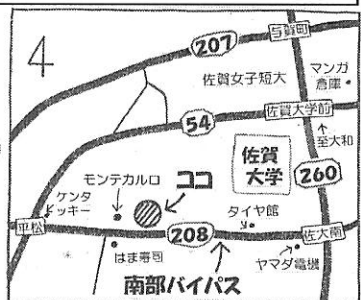 4
207
与賀町
佐賀女子短大
マンガ
倉庫
54
佐賀大学前
至大和
佐賀
大学
260
モンテカルロ
ココ
ケンタ
ッキー
タイヤ館
平松
208
佐大南
はま寿司
ヤマダ電機
南部バイパス